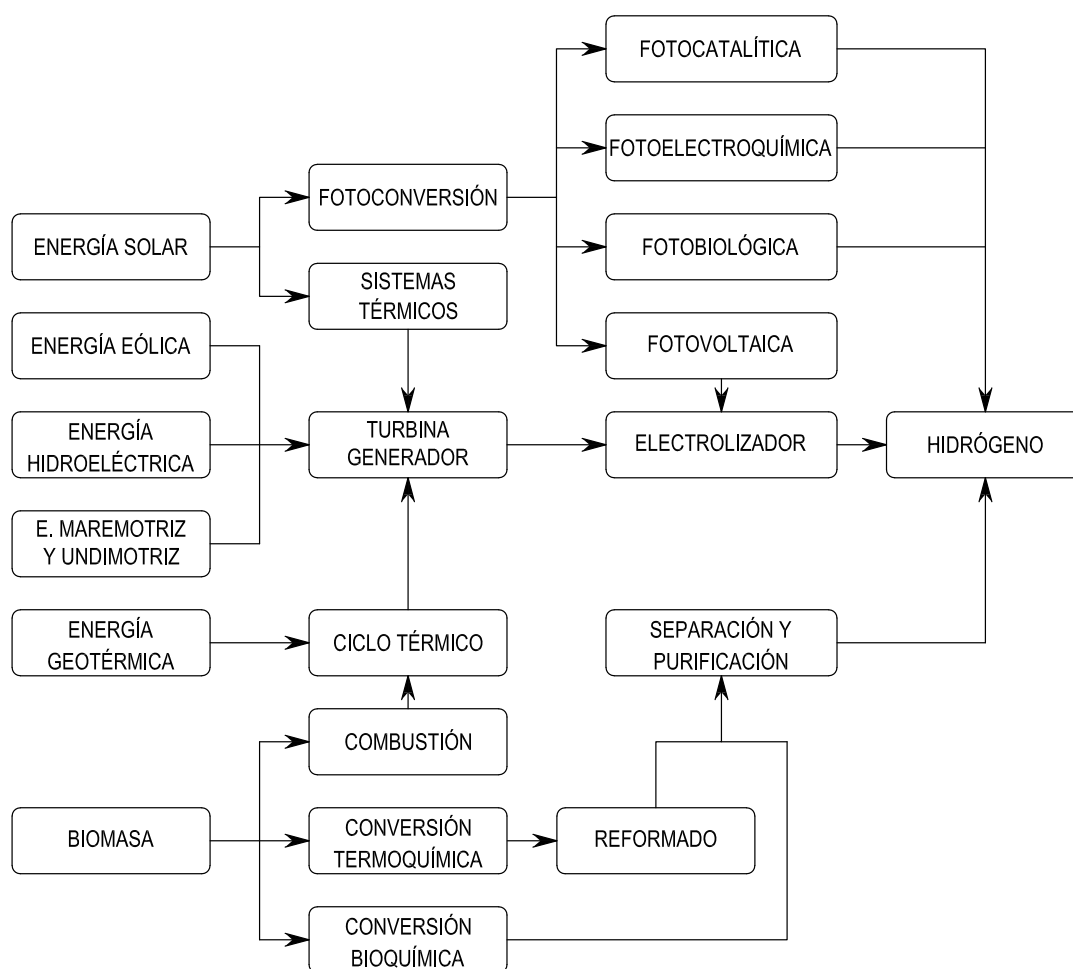 FOTOCATALÍTICA
FOTOELECTROQUÍMICA
FOTOCONVERSIÓN
ENERGÍA SOLAR
FOTOBIOLÓGICA
SISTEMAS
TÉRMICOS
ENERGÍA EÓLICA
FOTOVOLTAICA
ENERGÍA
HIDROELÉCTRICA
TURBINA
GENERADOR
ELECTROLIZADOR
HIDRÓGENO
E. MAREMOTRIZ
Y UNDIMOTRIZ
ENERGÍA
GEOTÉRMICA
CICLO TÉRMICO
SEPARACIÓN Y
PURIFICACIÓN
COMBUSTIÓN
BIOMASA
CONVERSIÓN
TERMOQUÍMICA
REFORMADO
CONVERSIÓN
BIOQUÍMICA